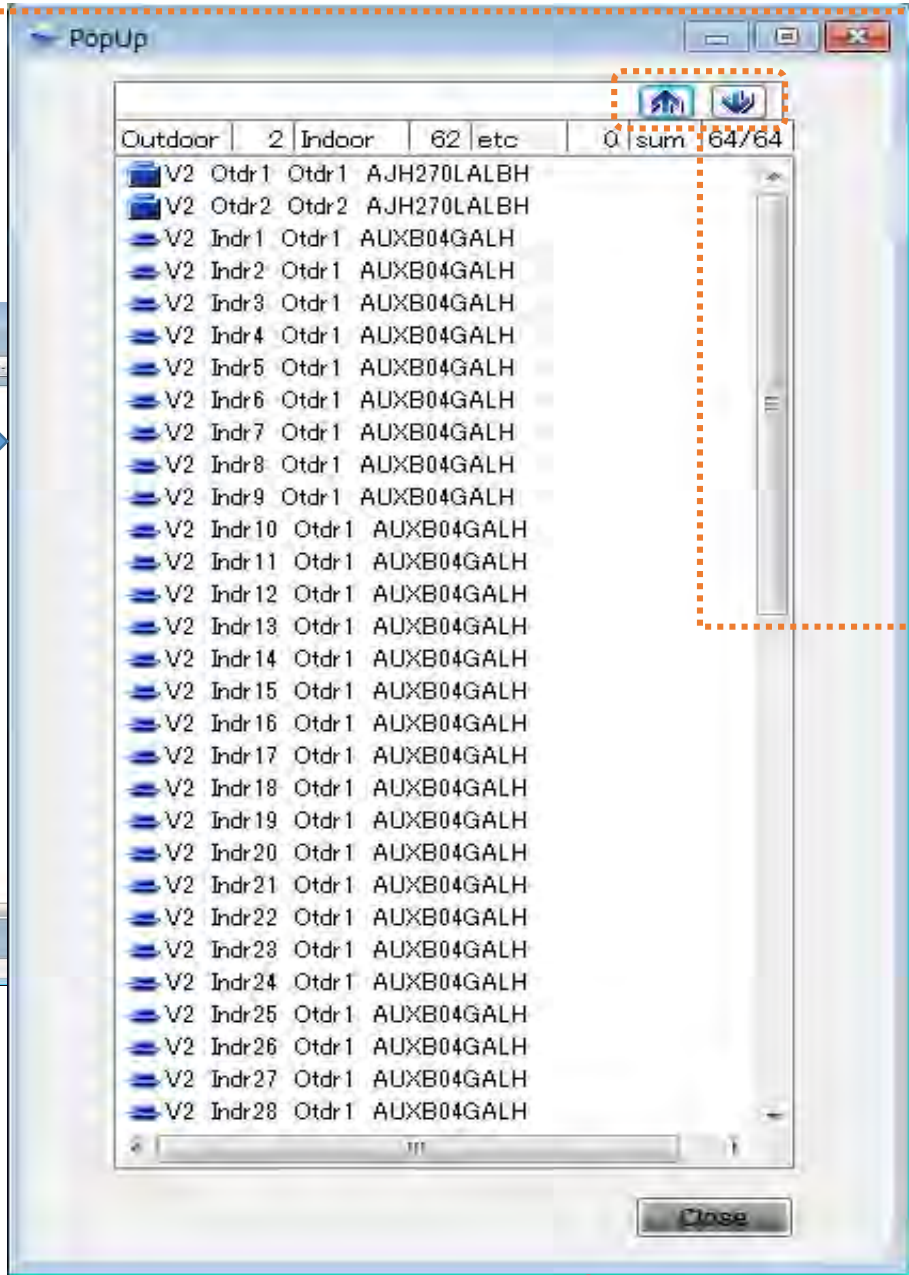 PopUp
Outdoor 2 Indoor 62 etc 0 sum 64/64
V2 Otdr1 Otdr1 AJH270LALBH
V2 Otdr2 Otdr2 AJH270LALBH
V2 Indr1 Otdr1 AUXB04GALH
V2 Indr2 Otdr1 AUXB04GALH
V2 Indr3 Otdr1 AUXB04GALH
V2 Indr4 Otdr1 AUXB04GALH
V2 Indr5 Otdr1 AUXB04GALH
V2 Indr6 Otdr1 AUXB04GALH
V2 Indr7 Otdr1 AUXB04GALH
V2 Indr8 Otdr1 AUXB04GALH
V2 Indr9 Otdr1 AUXB04GALH
V2 Indr10 Otdr1 AUXB04GALH
V2 Indr11 Otdr1 AUXB04GALH
V2 Indr12 Otdr1 AUXB04GALH
V2 Indr13 Otdr1 AUXB04GALH
V2 Indr14 Otdr1 AUXB04GALH
V2 Indr15 Otdr1 AUXB04GALH
V2 Indr16 Otdr1 AUXB04GALH
V2 Indr17 Otdr1 AUXB04GALH
V2 Indr18 Otdr1 AUXB04GALH
V2 Indr19 Otdr1 AUXB04GALH
V2 Indr20 Otdr1 AUXB04GALH
V2 Indr21 Otdr1 AUXB04GALH
V2 Indr22 Otdr1 AUXB04GALH
V2 Indr23 Otdr1 AUXB04GALH
V2 Indr24 Otdr1 AUXB04GALH
V2 Indr25 Otdr1 AUXB04GALH
V2 Indr26 Otdr1 AUXB04GALH
V2 Indr27 Otdr1 AUXB04GALH
V2 Indr28 Otdr1 AUXB04GALH
Close